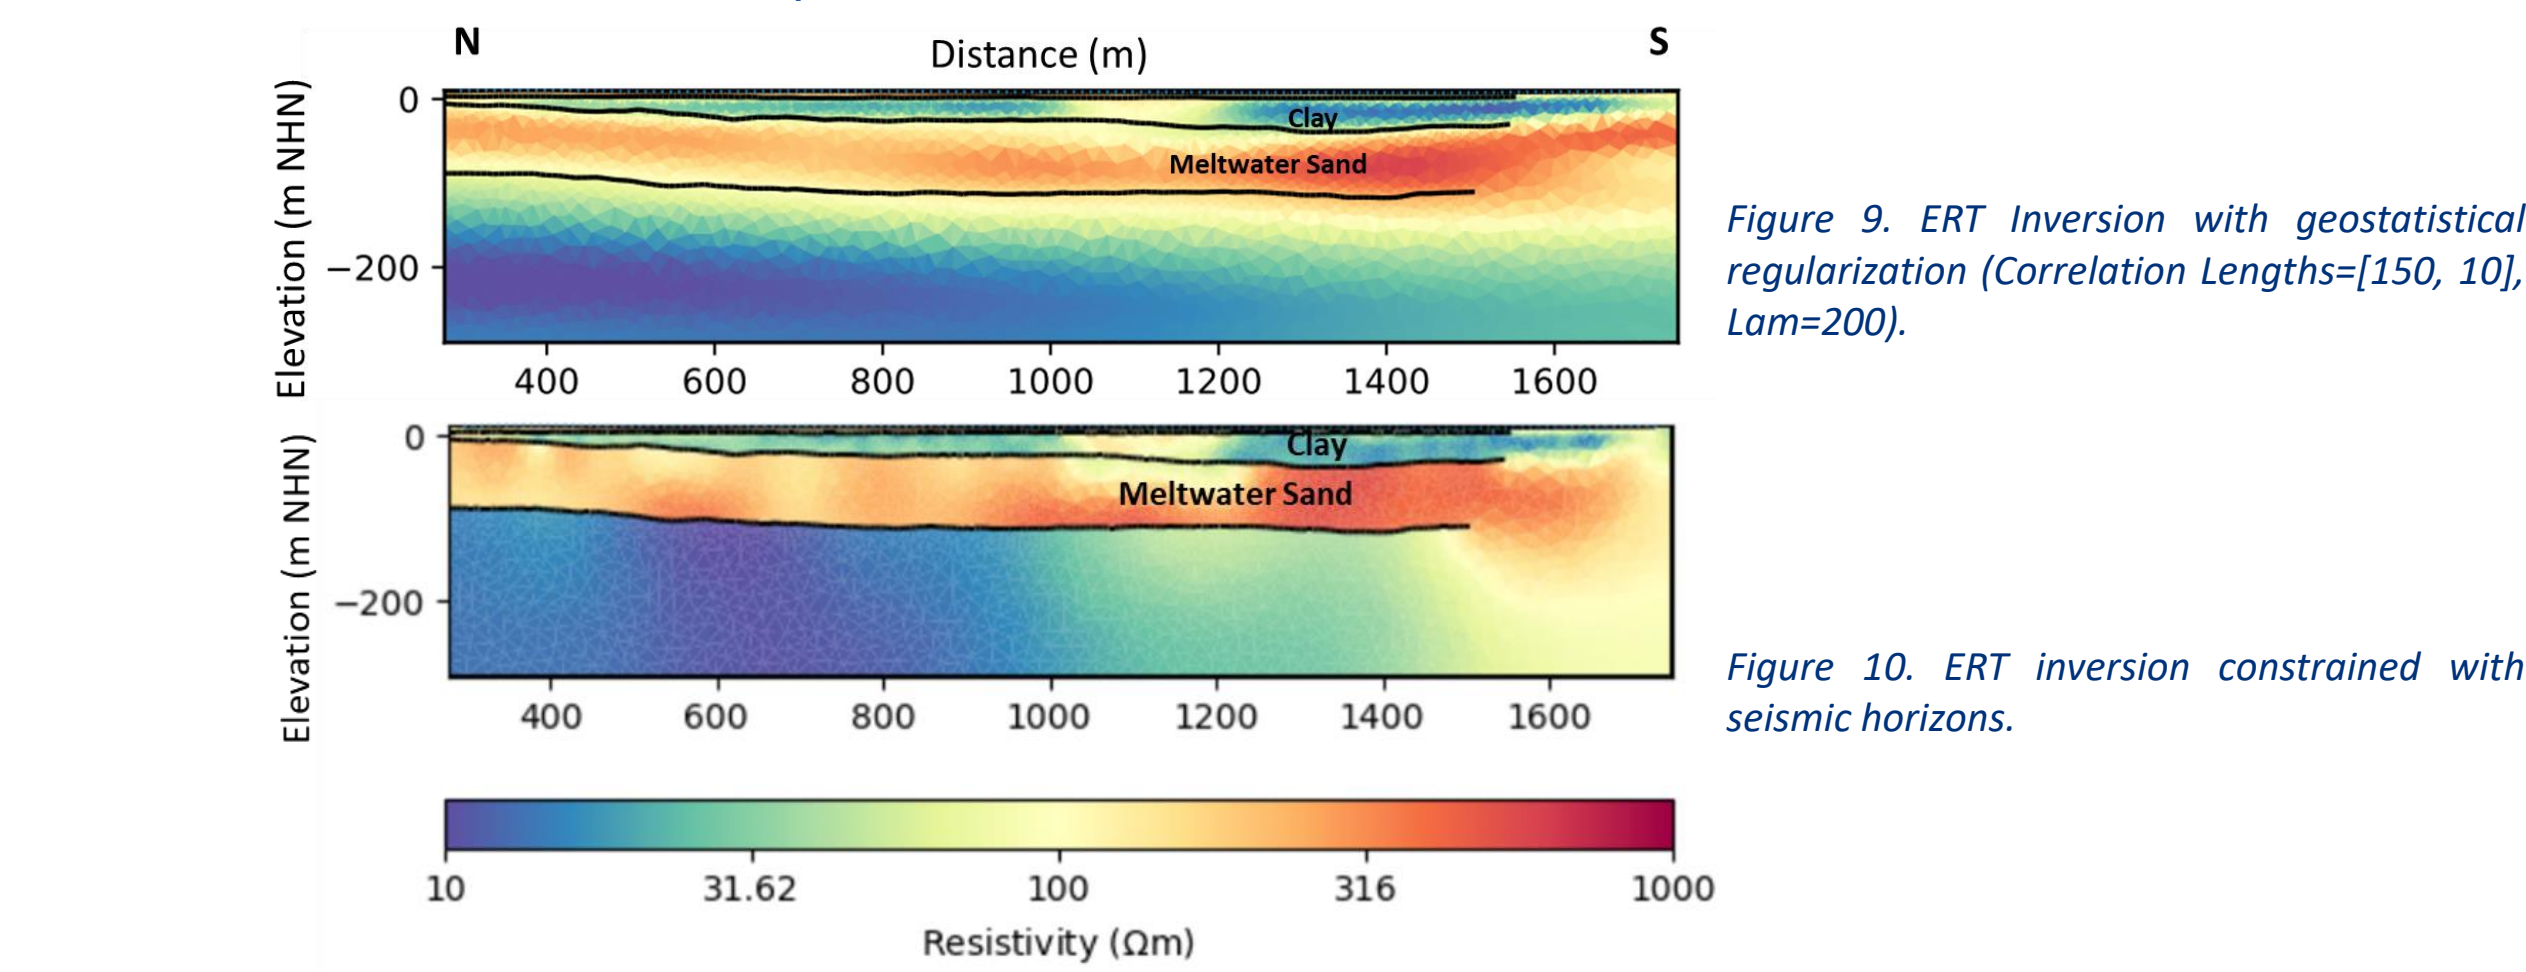 N
S
Distance (m)
Elevation (m NHN)
0
−200
Clay
Meltwater Sand
400 600 800 1000 1200 1400 1600
Figure 9. ERT Inversion with geostatistical
regularization (Correlation Lengths=[150, 10],
Lam=200).
Elevation (m NHN)
0
−200
Clay
Meltwater Sand
400 600 800 1000 1200 1400 1600
Figure 10. ERT inversion constrained with
seismic horizons.
10 31.62 100 316 1000
Resistivity (Ωm)